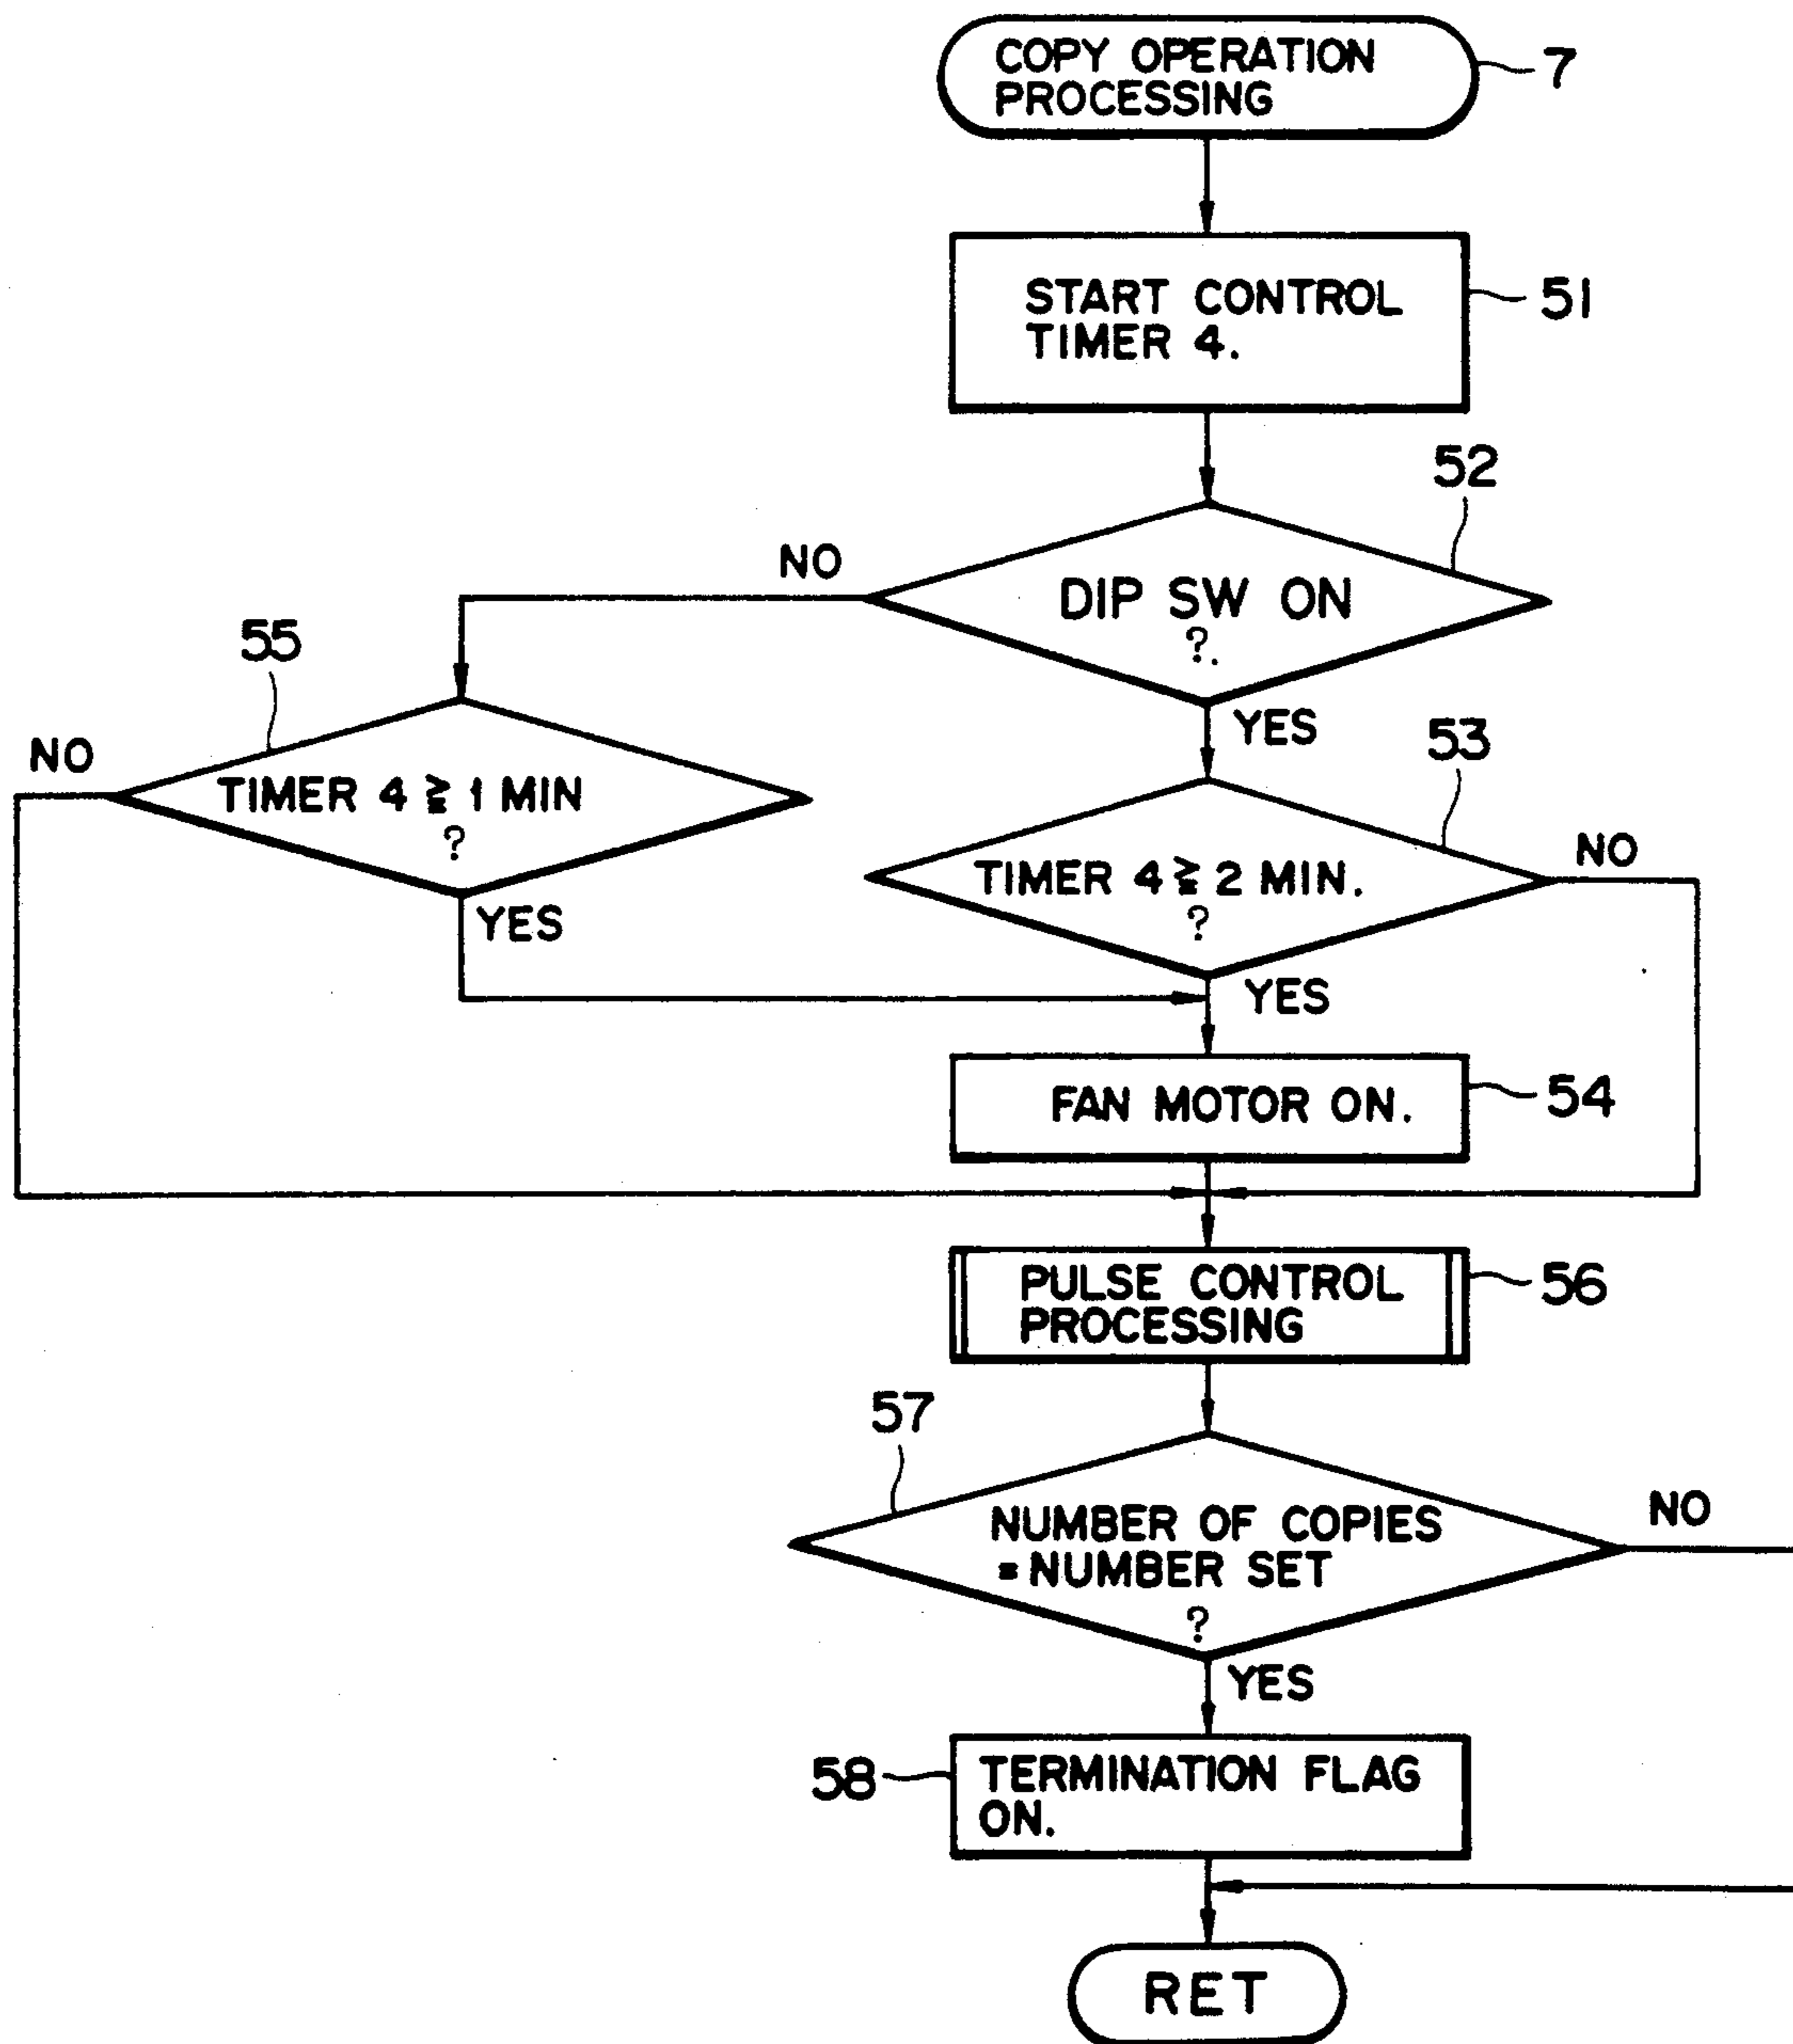 COPY OPERATION
PROCESSING
7
START CONTROL
TIMER 4.
51
52
NO
DIP SW ON
?.
YES
55
NO
TIMER 4 ≧ 1 MIN
?
YES
53
NO
TIMER 4 ≧ 2 MIN.
?
YES
FAN MOTOR ON.
54
PULSE CONTROL
PROCESSING
56
57
NUMBER OF COPIES
=NUMBER SET
?
NO
YES
58
TERMINATION FLAG
ON.
RET